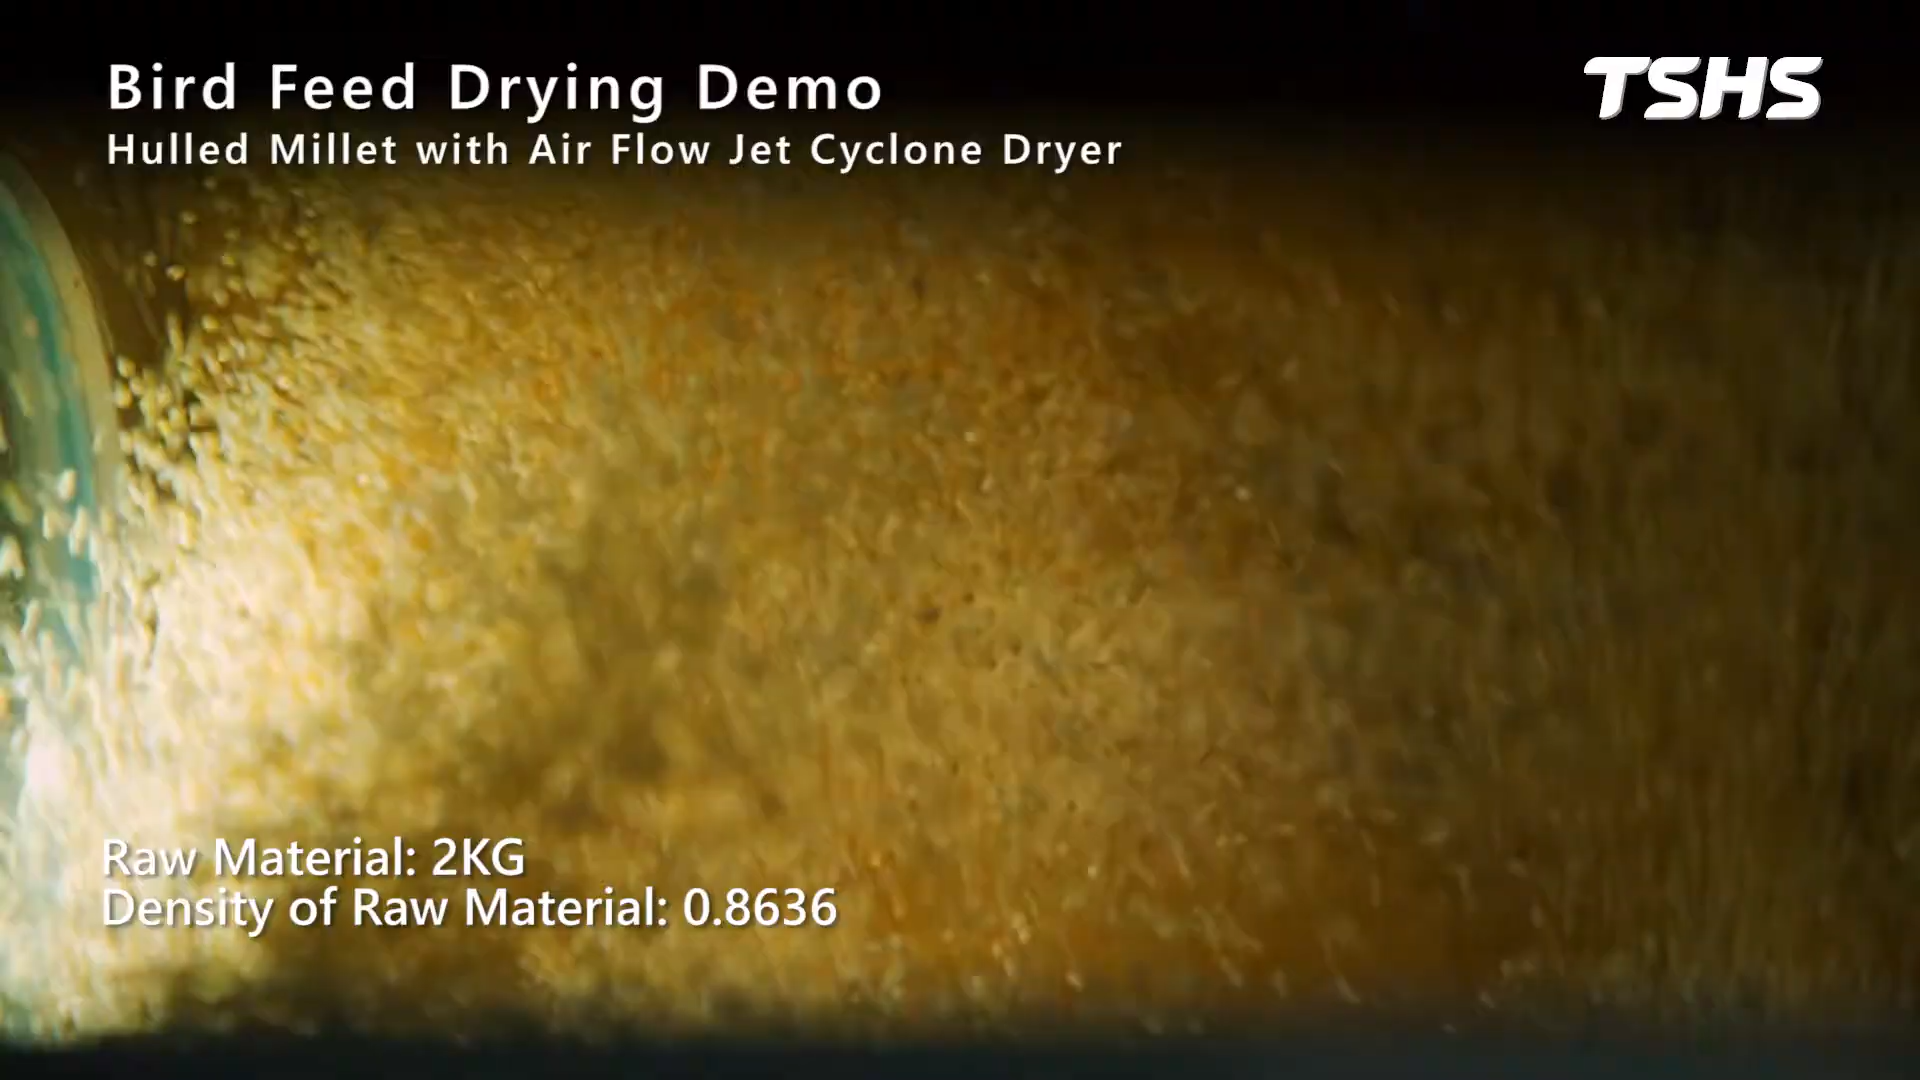 Bird Feed Drying Demo
TSHS
Hulled Millet with Air Flow Jet Cyclone Dryer
Raw Material: 2KG
Density of Raw Material: 0.8636